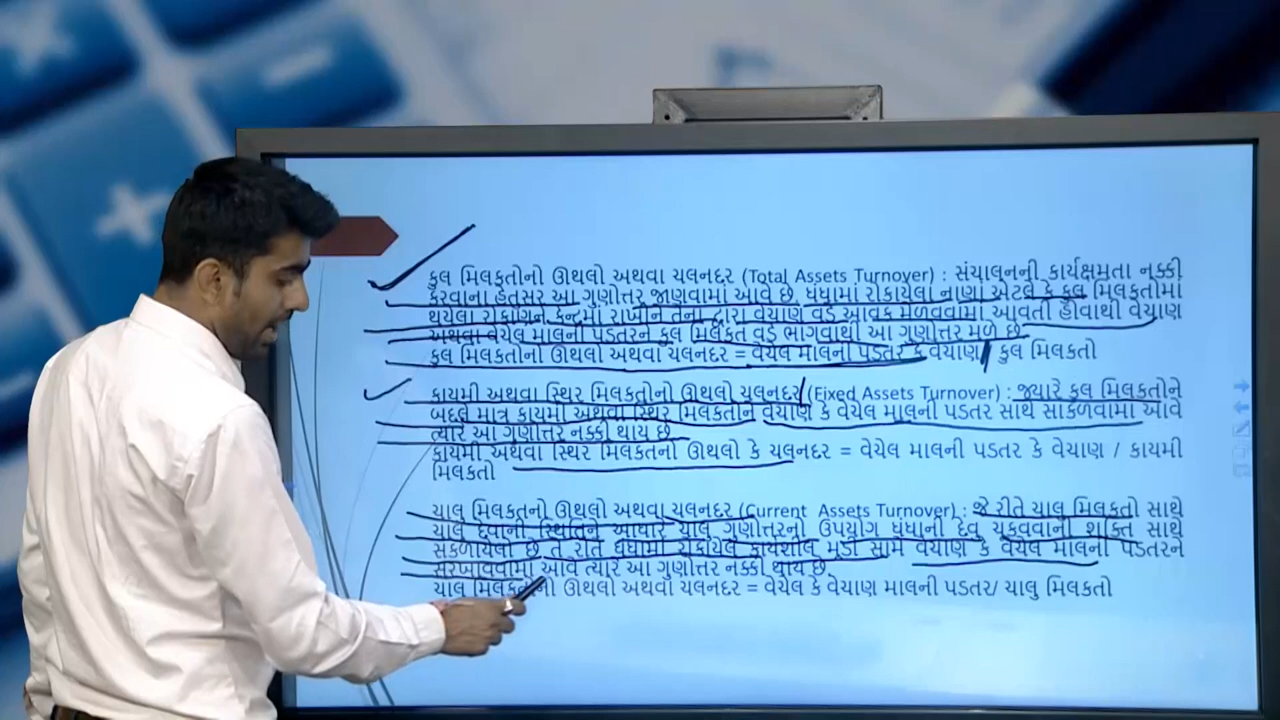 કુલ મિલકતોનો ઊથલો અથવા ચલનદર (Total Assets Turnover) : સંચાલનની કાર્યક્ષમતા નક્કી
કરવાના હેતુસર આ ગુણોત્તર જાણવામાં આવે છે. ધંધામાં રોકાયેલા નાણાં એટલે કે કુલ મિલકતોમાં
થયેલા રોકાણને કેન્દ્રમાં રાખીને તેના દ્વારા વેચાણ વડે આવક મેળવવામાં આવતી હોવાથી વેચાણ
અથવા વેચેલ માલની પડતરને કુલ મિલકત વડે ભાગવાથી આ ગુણોત્તર મળે છે
કુલ મિલકતોનો ઊથલો અથવા ચલનદર = વેચેલ માલની પડતર કે વેચાણ/ કુલ મિલકતો
કાયમી અથવા સ્થિર મિલકતોનો ઊથલો ચલનદર (Fixed Assets Turnover) : જ્યારે કુલ મિલકતોને
બદલે માત્ર કાયમી અથવા સ્થિર મિલકતોને વેચાણ કે વેચેલ માલની પડતર સાથે સાંકળવામાં આવે
ત્યારે આ ગુણોત્તર નક્કી થાય છે
કાયમી અથવા સ્થિર મિલકતનો ઊથલો કે ચલનદર = વેચેલ માલની પડતર કે વેચાણ / કાયમી
મિલકતો
ચાલુ મિલકતનો ઊથલો અથવા ચલનદર (Current Assets Turnover) : જે રીતે ચાલુ મિલકતો સાથે
ચાલુ દેવાની સ્થિતિને આધારે ચાલુ ગુણોત્તરનો ઉપયોગ ધંધાની દેવું ચૂકવવાની શક્તિ સાથે
સંકળાયેલો છે તે રીતે ધંધામાં રોકાયેલ કાર્યશીલ મૂડી સામે વેચાણ કે વેચેલ માલની પડતરને
સરખાવવામાં આવે ત્યારે આ ગુણોત્તર નક્કી થાય છે
ચાલુ ઊથલો અથવા ચલનદર = વેચેલ કે વેચાણ માલની પડતર/ ચાલુ મિલકતો